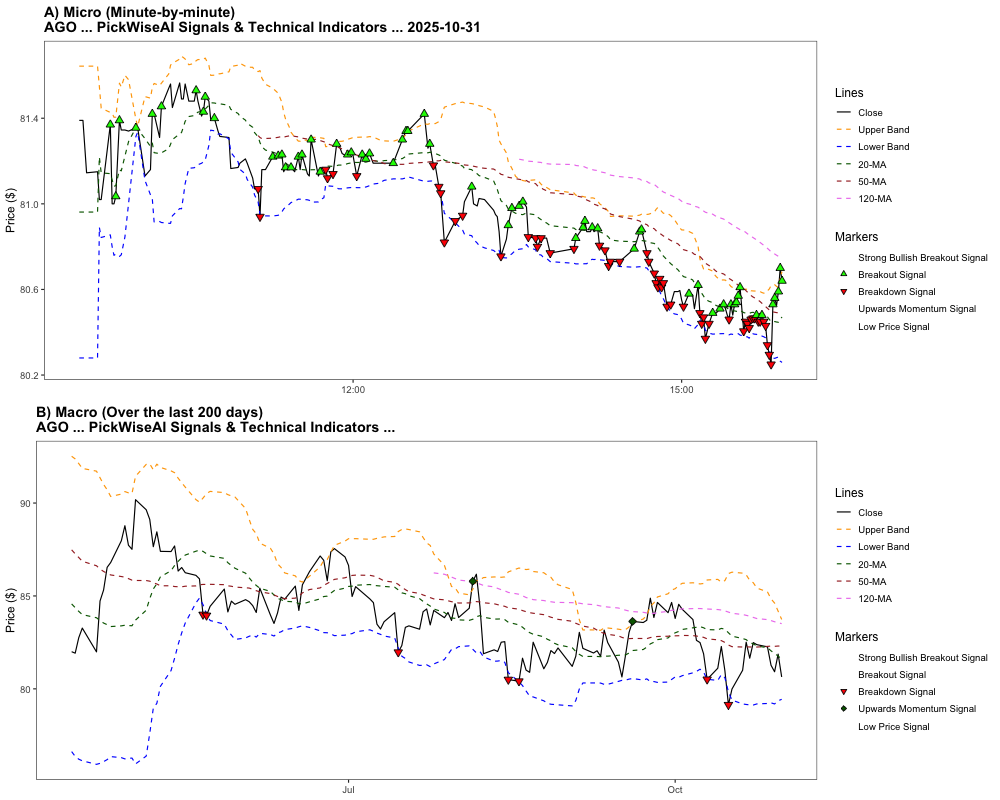 A) Micro (Minute-by-minute)
AGO ... PickWiseAI Signals & Technical Indicators ... 2025-10-31
Price ($)
81.4
81.0
80.6
80.2
12:00
15:00
Lines
Close
Upper Band
Lower Band
20-MA
50-MA
120-MA
Markers
Strong Bullish Breakout Signal
Breakout Signal
Breakdown Signal
Upwards Momentum Signal
Low Price Signal
B) Macro (Over the last 200 days)
AGO ... PickWiseAI Signals & Technical Indicators ...
Price ($)
90
85
80
Jul
Oct
Lines
Close
Upper Band
Lower Band
20-MA
50-MA
120-MA
Markers
Strong Bullish Breakout Signal
Breakout Signal
Breakdown Signal
Upwards Momentum Signal
Low Price Signal